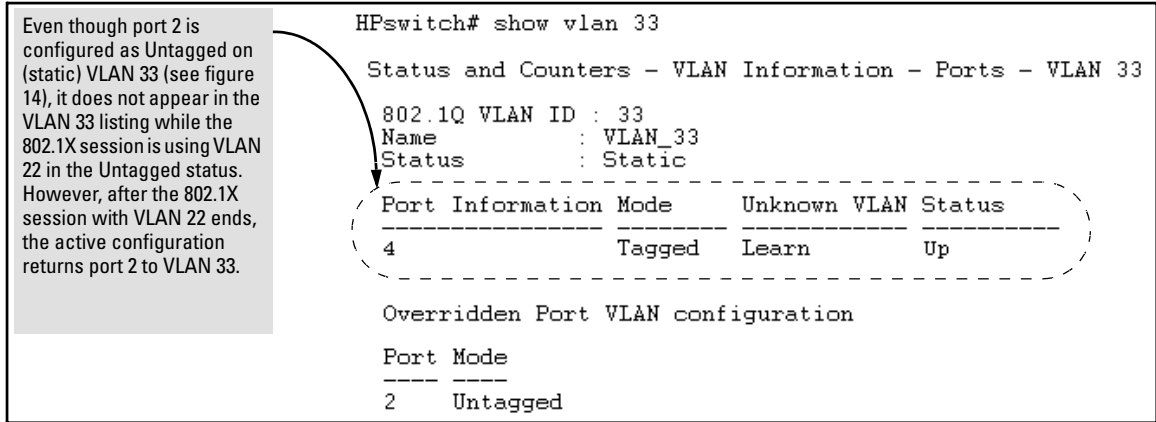 Even though port 2 is
configured as Untagged on
(static) VLAN 33 (see figure
14), it does not appear in the
VLAN 33 listing while the
802.1X session is using VLAN
22 in the Untagged status.
However, after the 802.1X
session with VLAN 22 ends,
the active configuration
returns port 2 to VLAN 33.
HPswitch# show vlan 33
Status and Counters - VLAN Information - Ports - VLAN 33
802.1Q VLAN ID : 33
Name : VLAN_33
Status : Static
Port Information Mode Unknown VLAN Status
---------------- -------- ------------ ----------
4 Tagged Learn Up
Overridden Port VLAN configuration
Port Mode
---- ----
2 Untagged